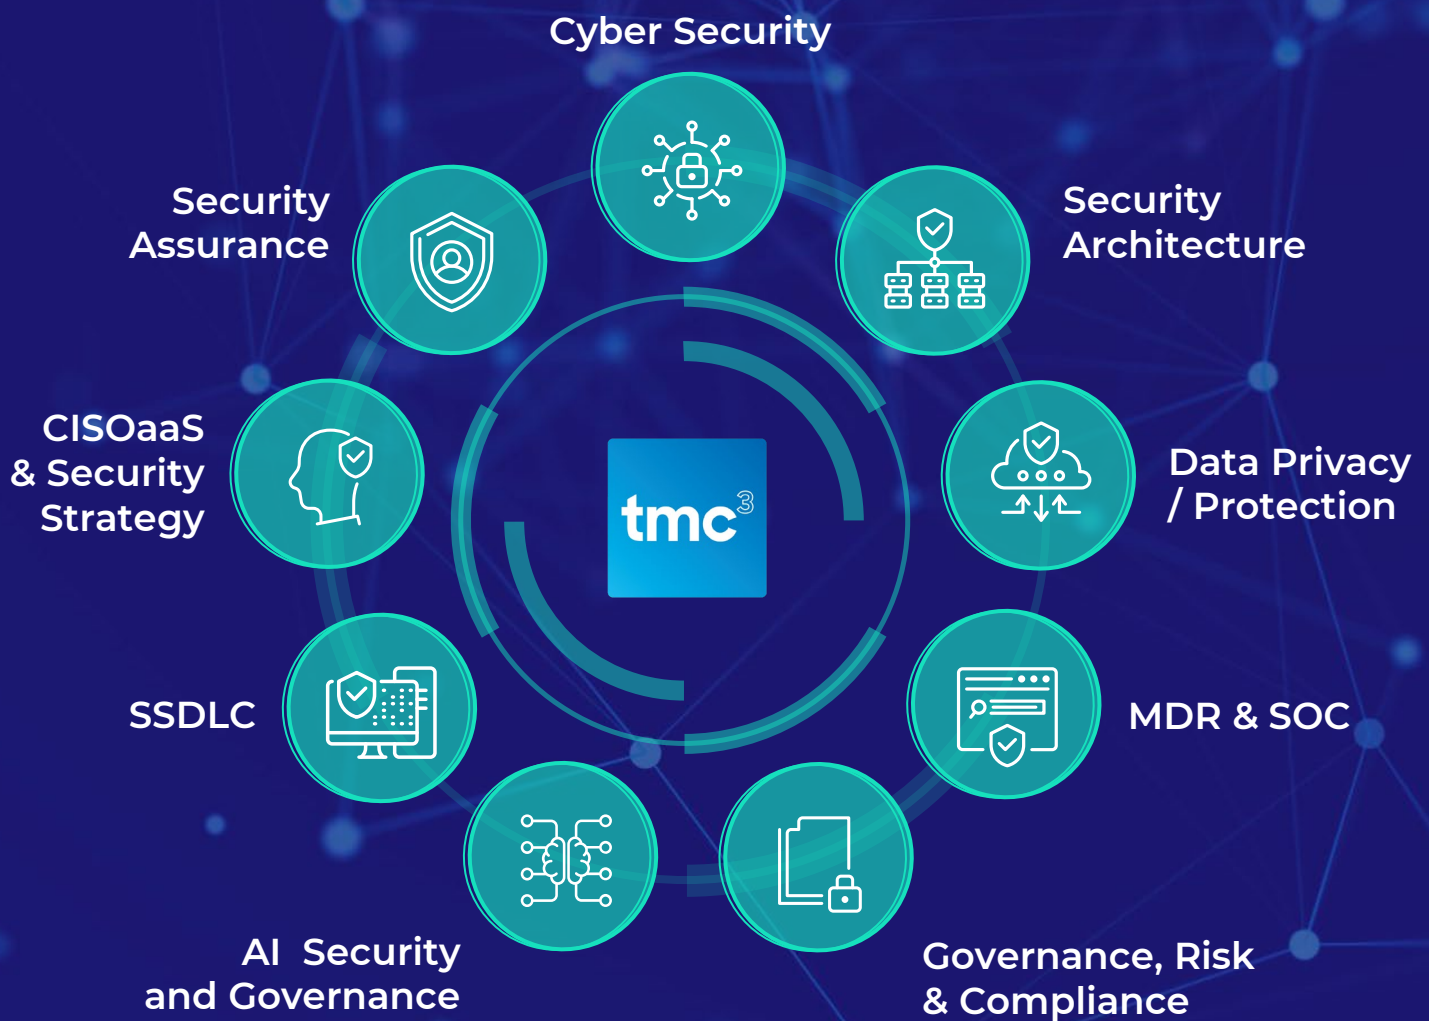 Cyber Security
Security
Architecture
Data Privacy
/ Protection
MDR & SOC
Governance, Risk
& Compliance
AI  Security
and Governance
SSDLC
CISOaaS
& Security
Strategy
Security
Assurance
tmc³